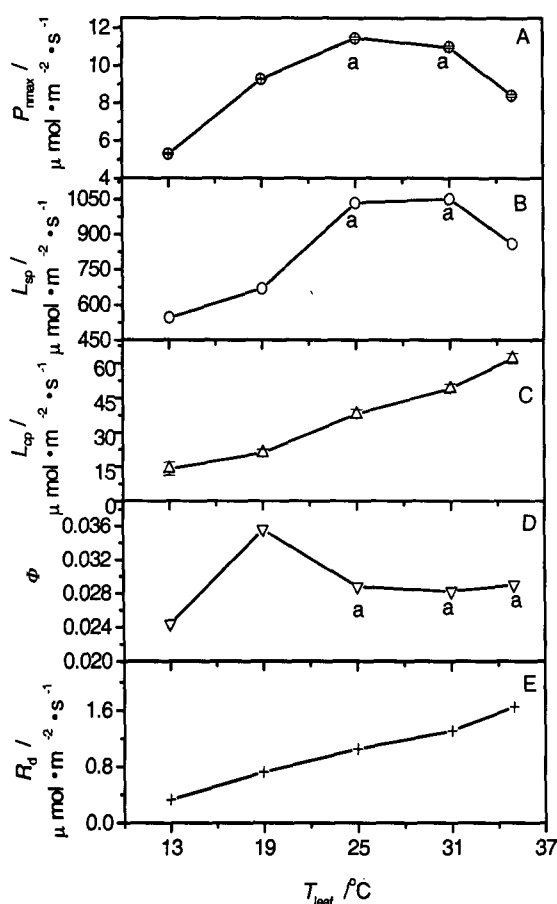 A
P_nmax /
μ mol • m⁻² • s⁻¹
12
10
8
6
4
a
a
B
L_sp /
μ mol • m⁻² • s⁻¹
1050
900
750
600
450
a
a
C
L_cp /
μ mol • m⁻² • s⁻¹
60
45
30
15
0
D
Φ
0.036
0.032
0.028
0.024
0.020
a
a
a
E
R_d /
μ mol • m⁻² • s⁻¹
1.6
0.8
0.0
13 19 25 31 37
T_leaf /°C